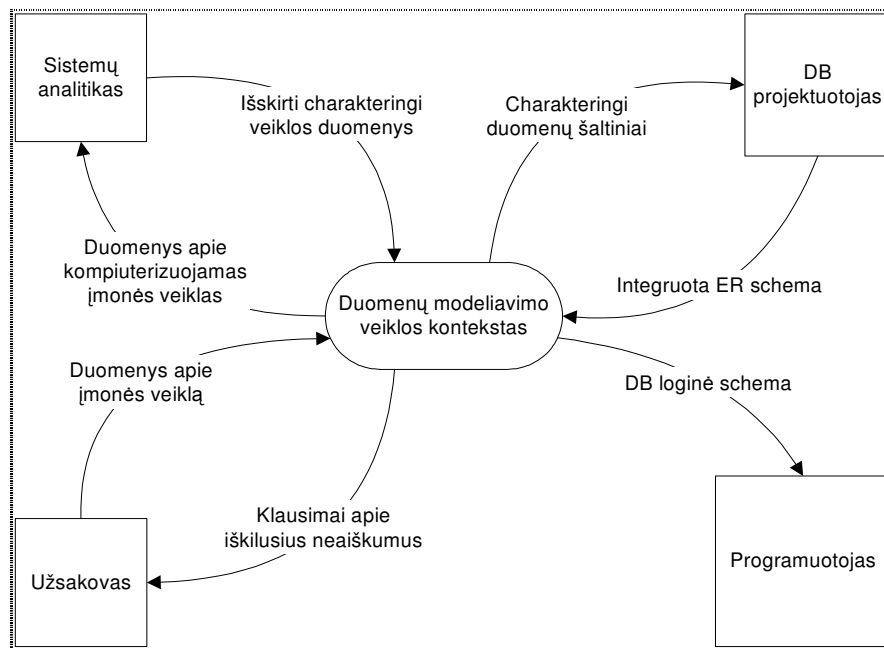 Sistemų
analitikas
Išskirti charakteringi
veiklos duomenys
Charakteringi
duomenų šaltiniai
DB
projektuotojas
Duomenys apie
kompiuterizuojamas
įmonės veiklas
Duomenų modeliavimo
veiklos kontekstas
Integruota ER schema
Duomenys apie
įmonės veiklą
DB loginė schema
Klausimai apie
iškilusius neaiškumus
Užsakovas
Programuotojas